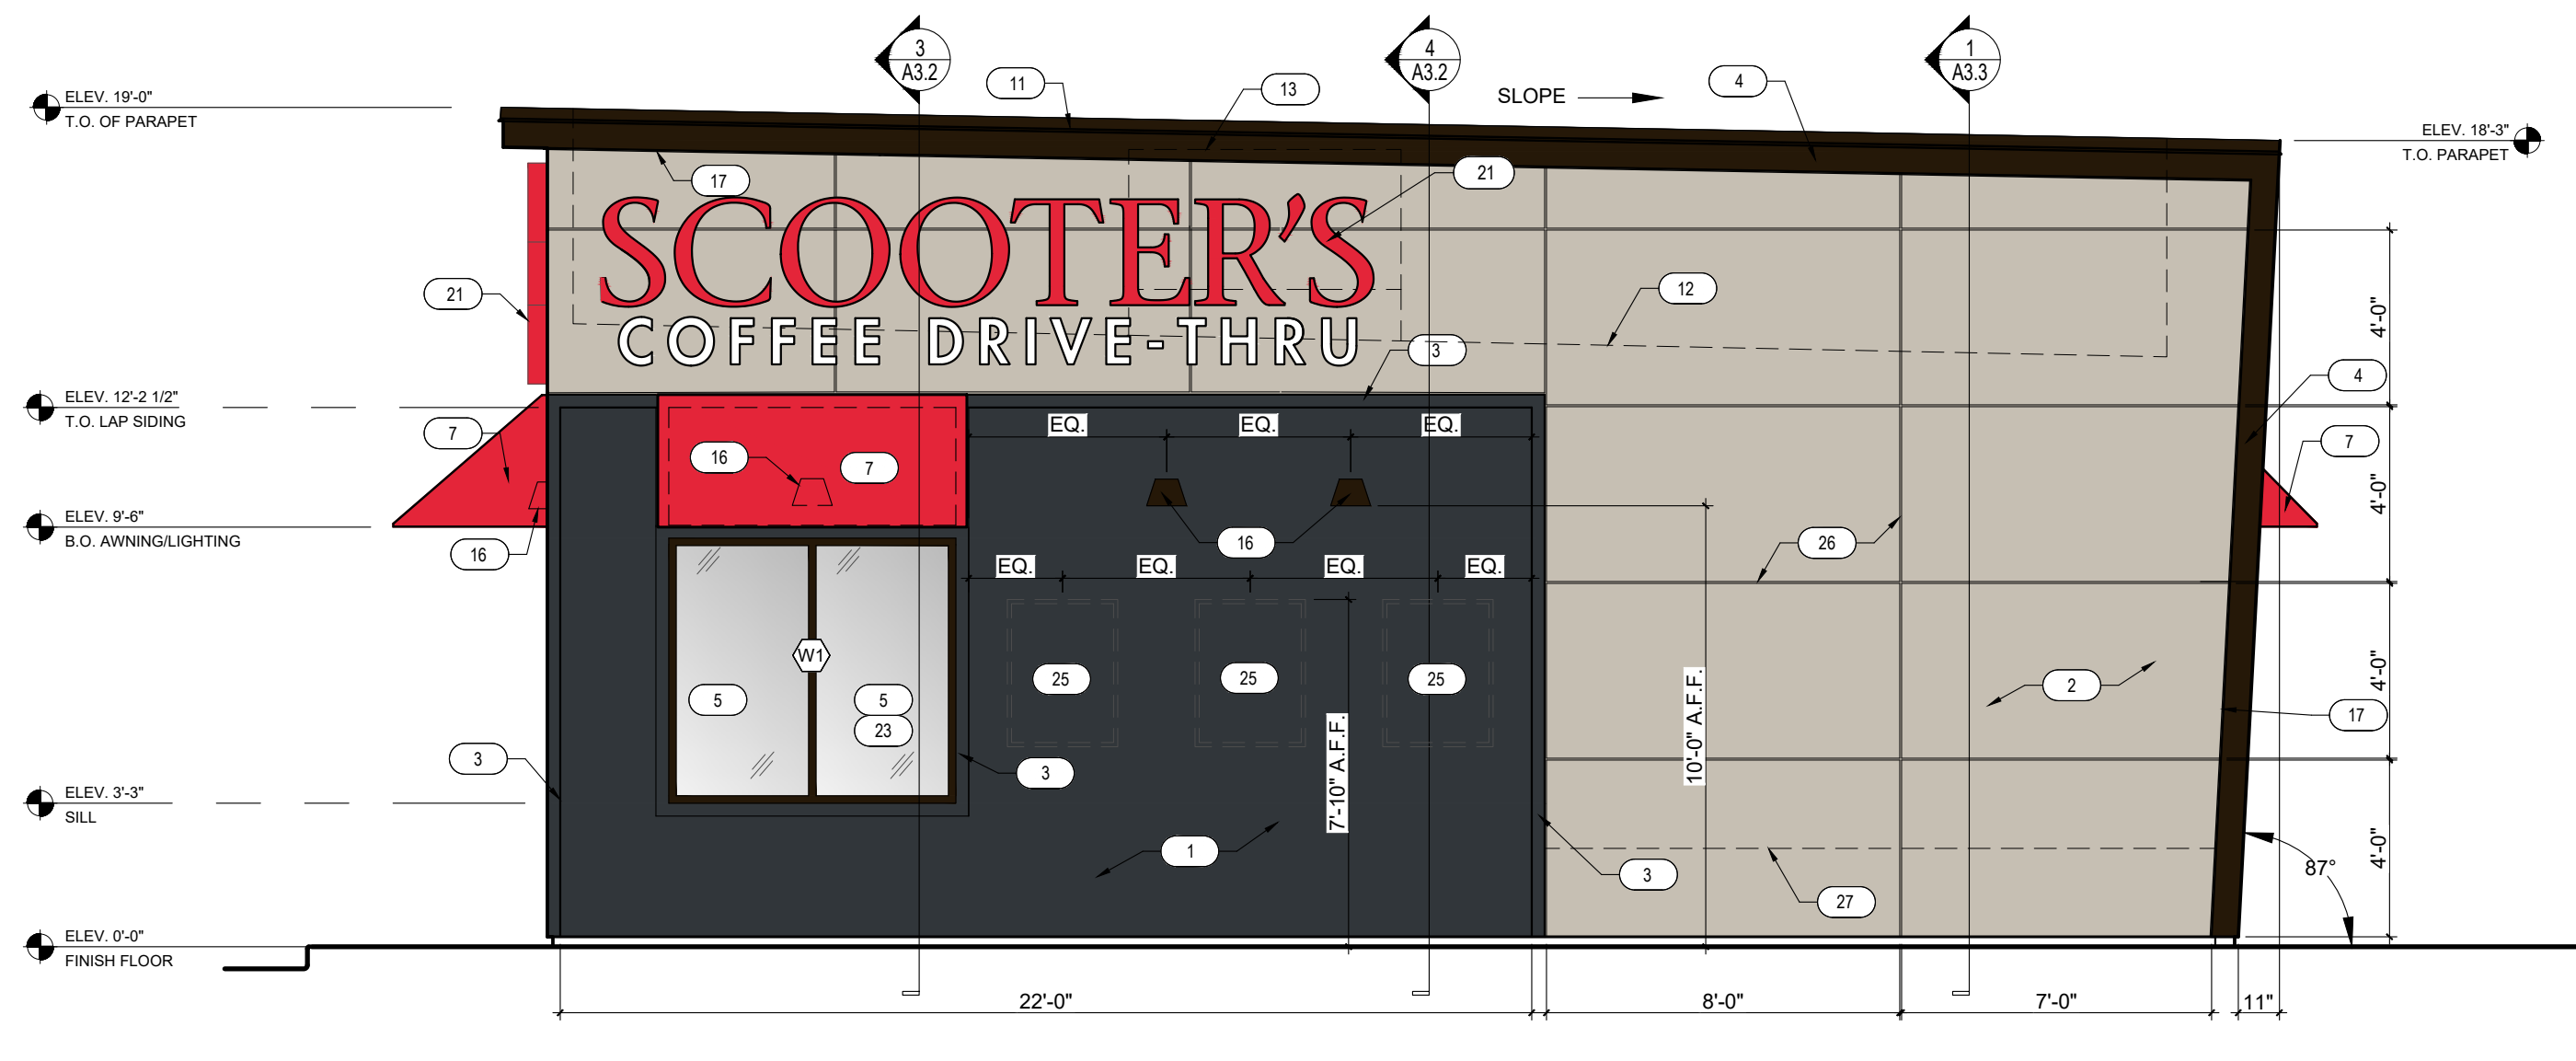 3
A3.2
4
A3.2
1
A3.3
11
13
SLOPE
4
ELEV. 19'-0"
T.O. OF PARAPET
ELEV. 18'-3"
T.O. PARAPET
17
21
SCOOTER'S
COFFEE DRIVE-THRU
21
12
3
4'-0"
ELEV. 12'-2 1/2"
T.O. LAP SIDING
4
7
EQ. EQ. EQ.
7
16
7
4'-0"
ELEV. 9'-6"
B.O. AWNING/LIGHTING
16
16
26
EQ. EQ. EQ. EQ.
W1
25 25 25
5
5
23
2
4'-0"
17
10'-0" A.F.F.
7'-10" A.F.F.
3
3
ELEV. 3'-3"
SILL
1
3
27
4'-0"
87°
ELEV. 0'-0"
FINISH FLOOR
22'-0" 8'-0" 7'-0" 11"